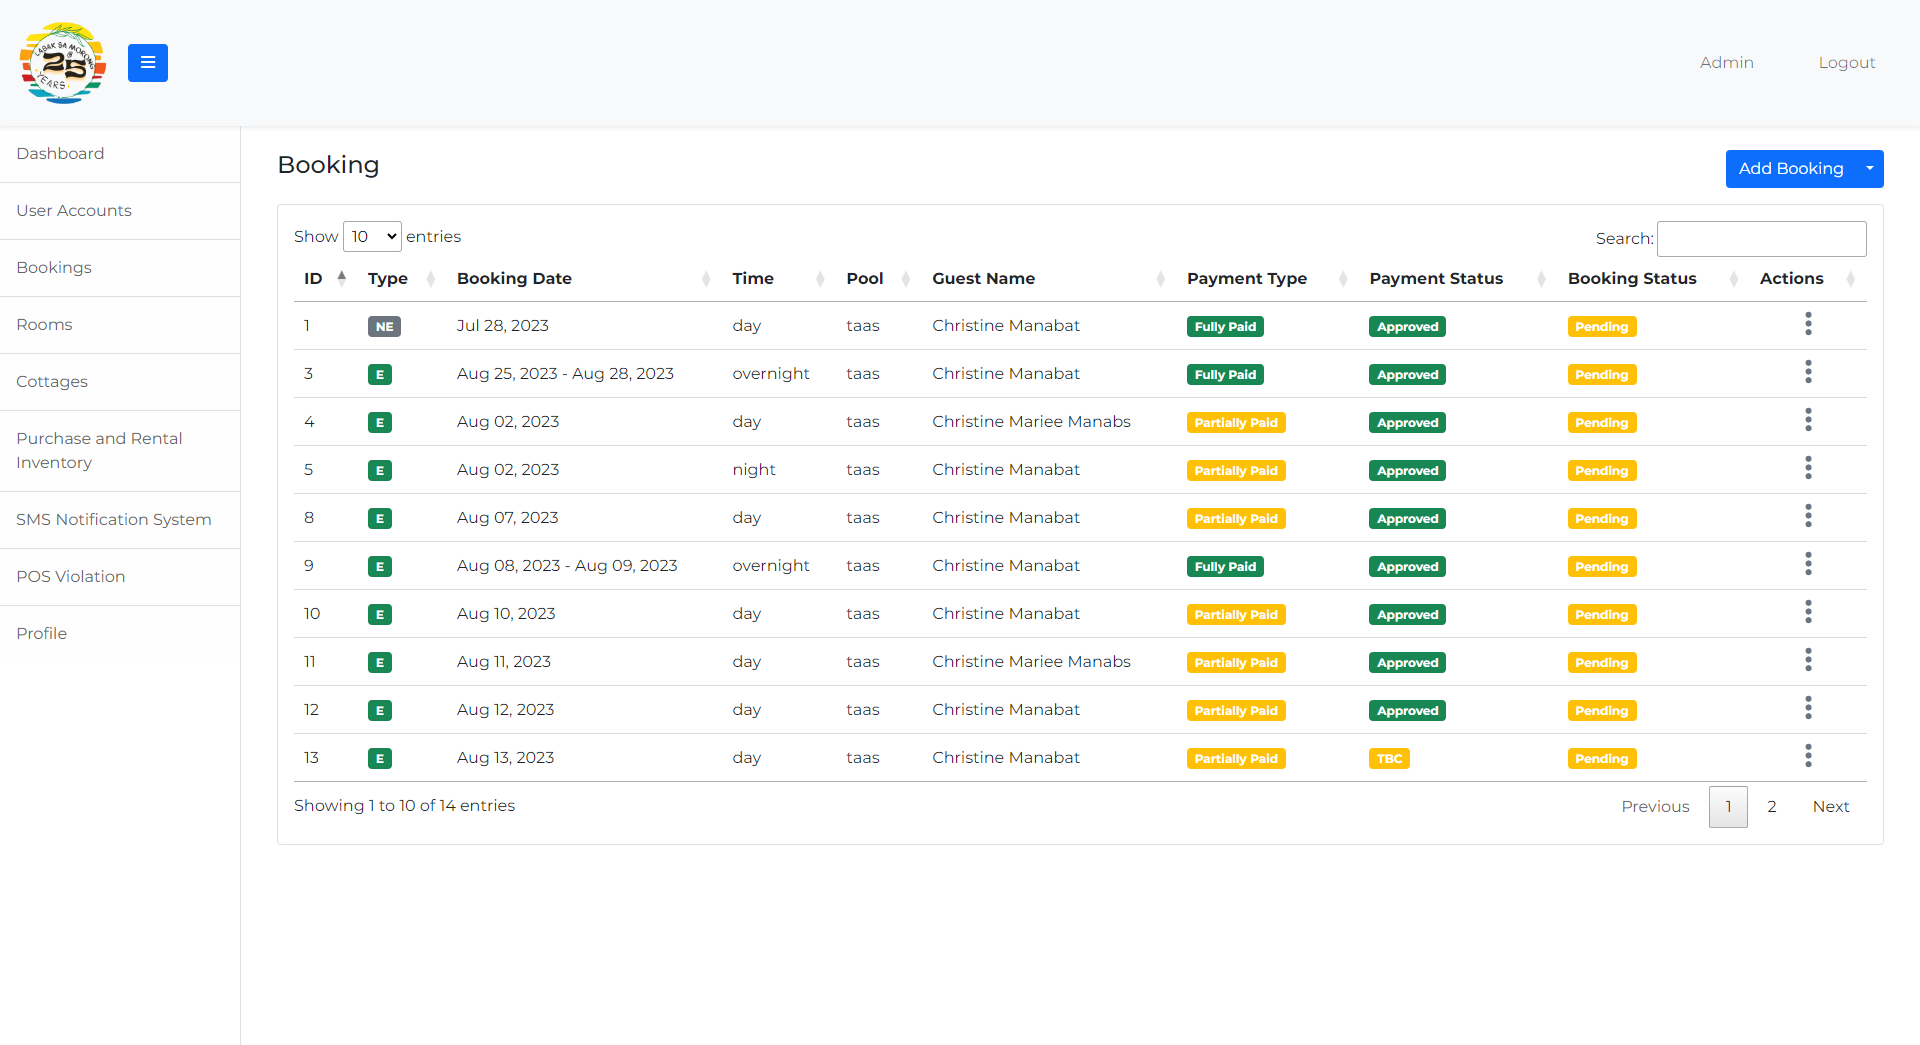 LABAK SA MORONG
@
25
YEARS
Admin
Logout
Dashboard
User Accounts
Bookings
Rooms
Cottages
Purchase and Rental
Inventory
SMS Notification System
POS Violation
Profile
Booking
Add Booking
Show 10 entries
Search:
ID Type Booking Date Time Pool Guest Name Payment Type Payment Status Booking Status Actions
1 NE Jul 28, 2023 day taas Christine Manabat Fully Paid Approved Pending
3 E Aug 25, 2023 - Aug 28, 2023 overnight taas Christine Manabat Fully Paid Approved Pending
4 E Aug 02, 2023 day taas Christine Mariee Manabs Partially Paid Approved Pending
5 E Aug 02, 2023 night taas Christine Manabat Partially Paid Approved Pending
8 E Aug 07, 2023 day taas Christine Manabat Partially Paid Approved Pending
9 E Aug 08, 2023 - Aug 09, 2023 overnight taas Christine Manabat Fully Paid Approved Pending
10 E Aug 10, 2023 day taas Christine Manabat Partially Paid Approved Pending
11 E Aug 11, 2023 day taas Christine Mariee Manabs Partially Paid Approved Pending
12 E Aug 12, 2023 day taas Christine Manabat Partially Paid Approved Pending
13 E Aug 13, 2023 day taas Christine Manabat Partially Paid TBC Pending
Showing 1 to 10 of 14 entries
Previous 1 2 Next